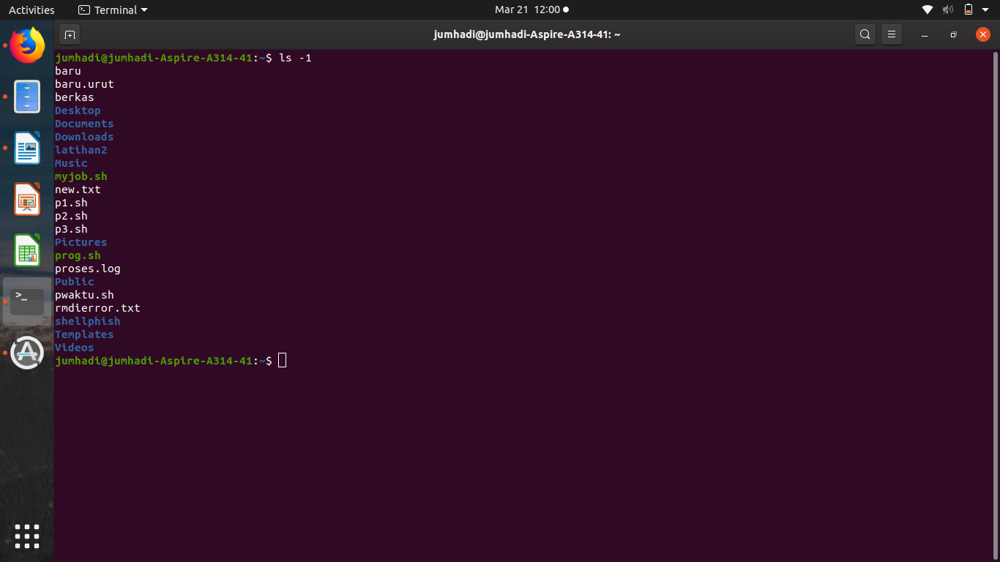 Activities Terminal Mar 21 12:00
jumhadi@jumhadi-Aspire-A314-41: ~
jumhadi@jumhadi-Aspire-A314-41:~$ ls -1
baru
baru.urut
berkas
Desktop
Documents
Downloads
latihan2
Music
myjob.sh
new.txt
p1.sh
p2.sh
p3.sh
Pictures
prog.sh
proses.log
Public
pwaktu.sh
rmdierror.txt
shellphish
Templates
Videos
jumhadi@jumhadi-Aspire-A314-41:~$